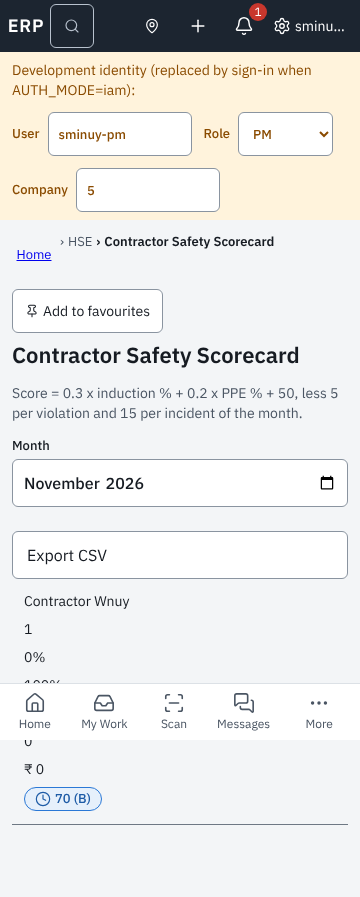 ERP
1
sminu...
Development identity (replaced by sign-in when
AUTH_MODE=iam):
User
sminuy-pm
Role
PM
Company
5
Home
› HSE › Contractor Safety Scorecard
Add to favourites
Contractor Safety Scorecard
Score = 0.3 x induction % + 0.2 x PPE % + 50, less 5
per violation and 15 per incident of the month.
Month
November 2026
Export CSV
Contractor Wnuy
1
0%
100%
Home
My Work
Scan
Messages
More
0
₹ 0
70 (B)